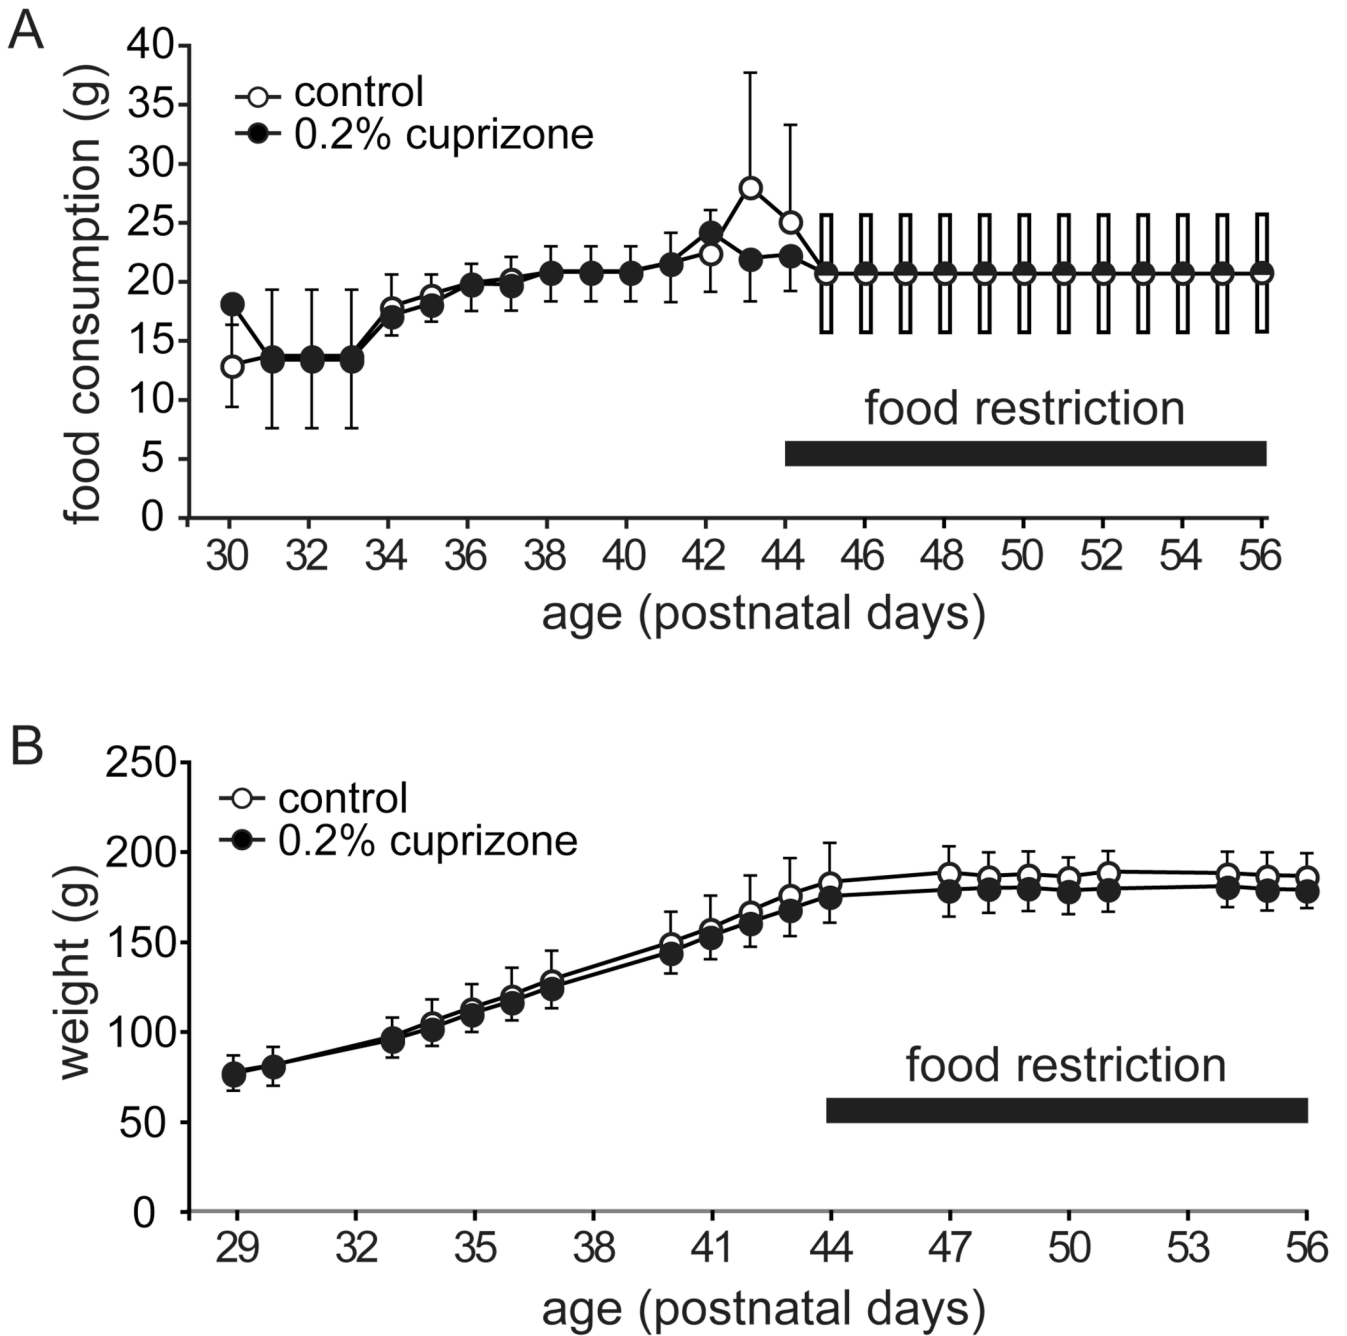 A
food consumption (g)
40
35
30
25
20
15
10
5
0
control
0.2% cuprizone
food restriction
30 32 34 36 38 40 42 44 46 48 50 52 54 56
age (postnatal days)
B
weight (g)
250
200
150
100
50
0
control
0.2% cuprizone
food restriction
29 32 35 38 41 44 47 50 53 56
age (postnatal days)